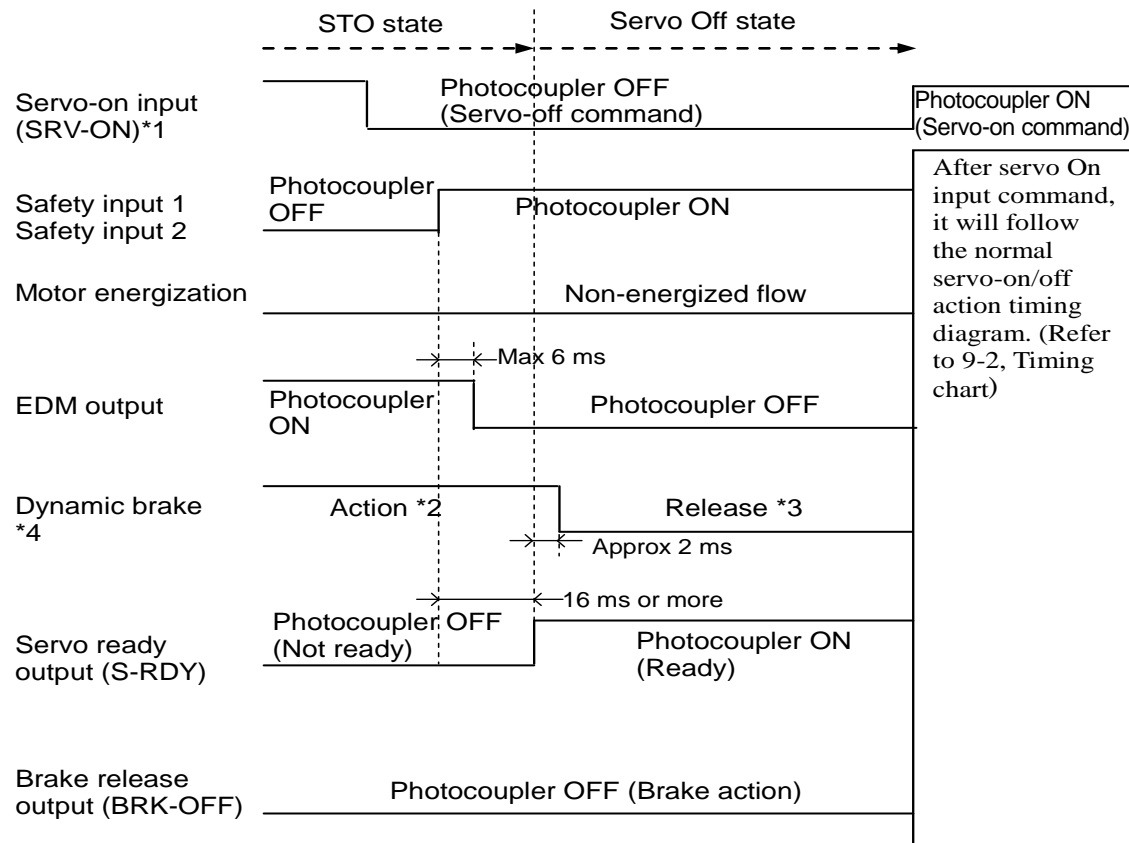 STO state
Servo Off state
Servo-on input
(SRV-ON)*1
Photocoupler OFF
(Servo-off command)
Photocoupler ON
(Servo-on command)
Safety input 1
Safety input 2
Photocoupler
OFF
Photocoupler ON
After servo On
input command,
it will follow
the normal
servo-on/off
action timing
diagram. (Refer
to 9-2, Timing
chart)
Motor energization
Non-energized flow
Max 6 ms
EDM output
Photocoupler
ON
Photocoupler OFF
Dynamic brake
*4
Action *2
Release *3
Approx 2 ms
16 ms or more
Servo ready
output (S-RDY)
Photocoupler OFF
(Not ready)
Photocoupler ON
(Ready)
Brake release
output (BRK-OFF)
Photocoupler OFF (Brake action)